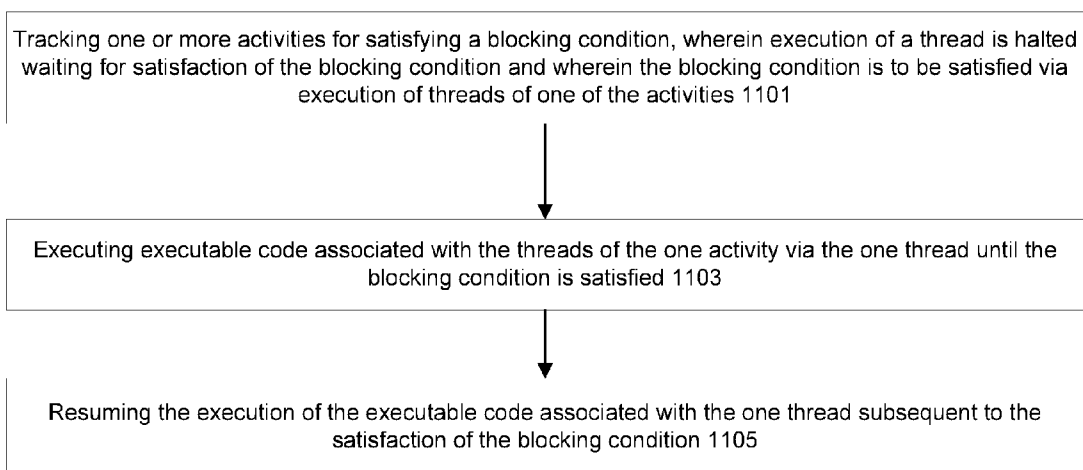 Tracking one or more activities for satisfying a blocking condition, wherein execution of a thread is halted
waiting for satisfaction of the blocking condition and wherein the blocking condition is to be satisfied via
execution of threads of one of the activities 1101
Executing executable code associated with the threads of the one activity via the one thread until the
blocking condition is satisfied 1103
Resuming the execution of the executable code associated with the one thread subsequent to the
satisfaction of the blocking condition 1105